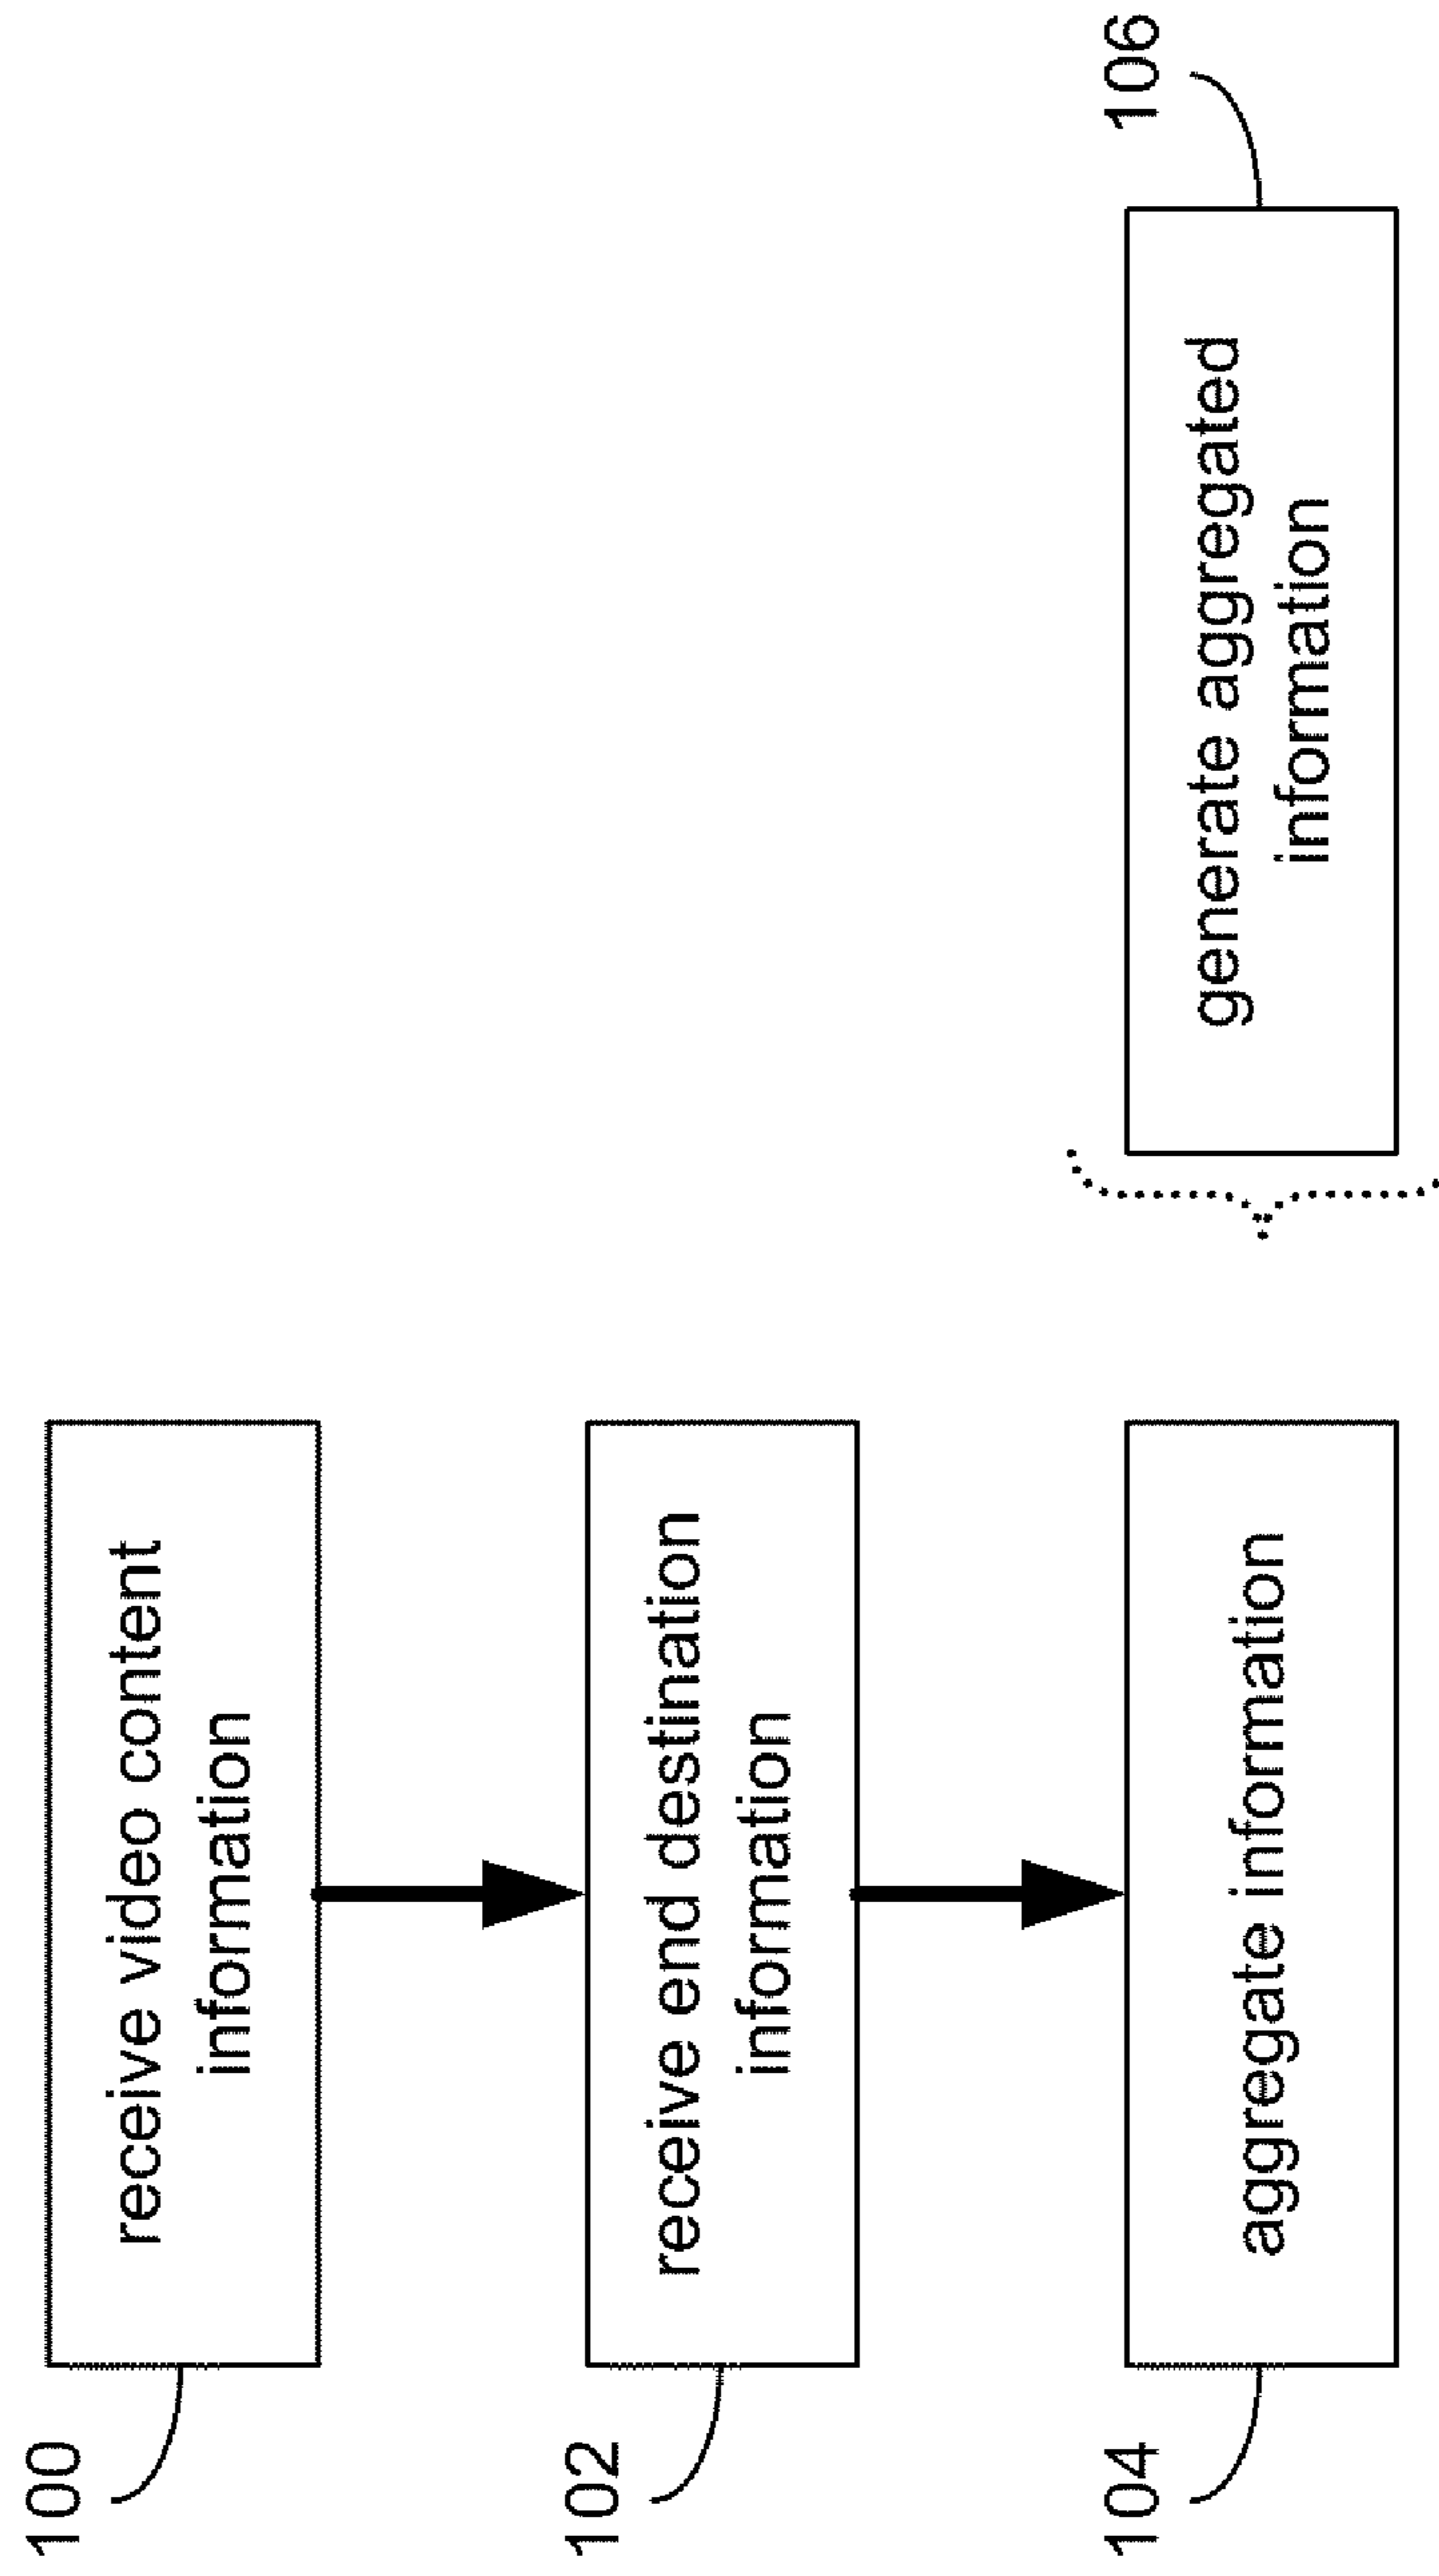 100
receive video content
information
102
receive end destination
information
104
aggregate information
106
generate aggregated
information